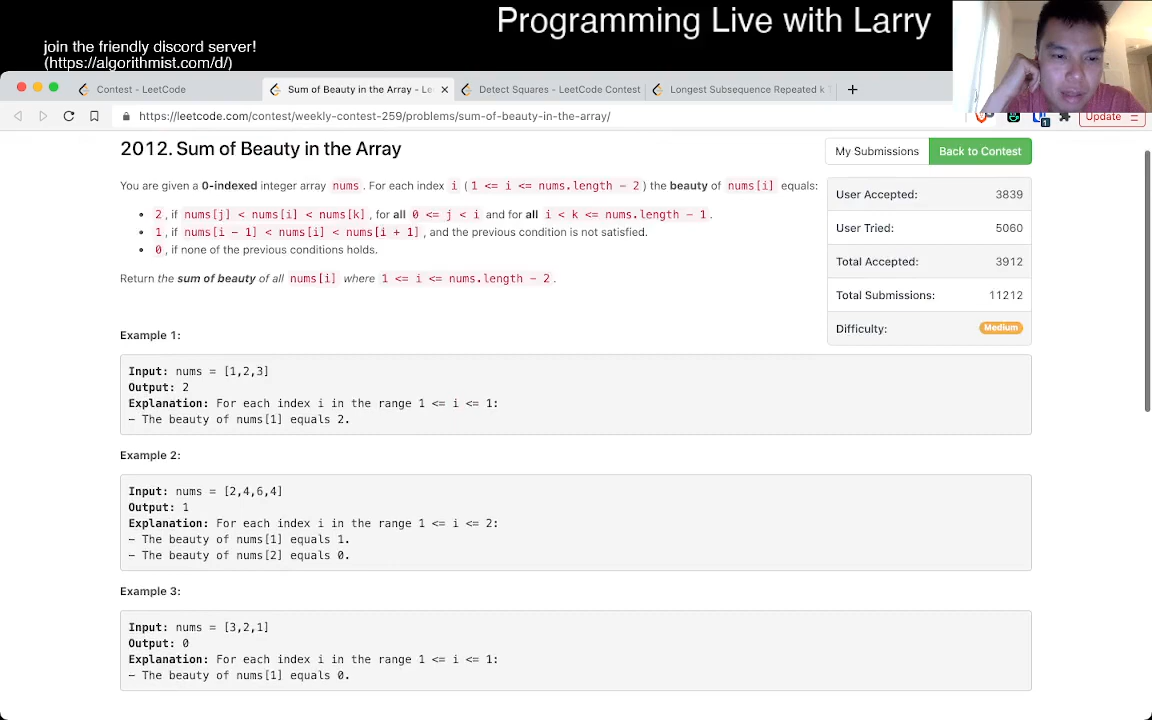 Programming Live with Larry
join the friendly discord server!
(https://algorithmist.com/d/)
Contest - LeetCode
Sum of Beauty in the Array - Le
Detect Squares - LeetCode Contest
Longest Subsequence Repeated k
https://leetcode.com/contest/weekly-contest-259/problems/sum-of-beauty-in-the-array/
Update
2012. Sum of Beauty in the Array
My Submissions
Back to Contest
You are given a 0-indexed integer array nums . For each index i ( 1 <= i <= nums.length - 2 ) the beauty of nums[i] equals:
• 2 , if nums[j] < nums[i] < nums[k] , for all 0 <= j < i and for all i < k <= nums.length - 1 .
• 1 , if nums[i - 1] < nums[i] < nums[i + 1] , and the previous condition is not satisfied.
• 0 , if none of the previous conditions holds.
Return the sum of beauty of all nums[i] where 1 <= i <= nums.length - 2 .
User Accepted: 3839
User Tried: 5060
Total Accepted: 3912
Total Submissions: 11212
Difficulty: Medium
Example 1:
Input: nums = [1,2,3]
Output: 2
Explanation: For each index i in the range 1 <= i <= 1:
- The beauty of nums[1] equals 2.
Example 2:
Input: nums = [2,4,6,4]
Output: 1
Explanation: For each index i in the range 1 <= i <= 2:
- The beauty of nums[1] equals 1.
- The beauty of nums[2] equals 0.
Example 3:
Input: nums = [3,2,1]
Output: 0
Explanation: For each index i in the range 1 <= i <= 1:
- The beauty of nums[1] equals 0.